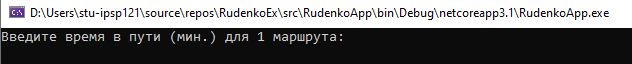 D:\Users\stu-ipsp121\source\repos\RudenkoEx\src\RudenkoApp\bin\Debug\netcoreapp3.1\RudenkoApp.exe
Введите время в пути (мин.) для 1 маршрута: